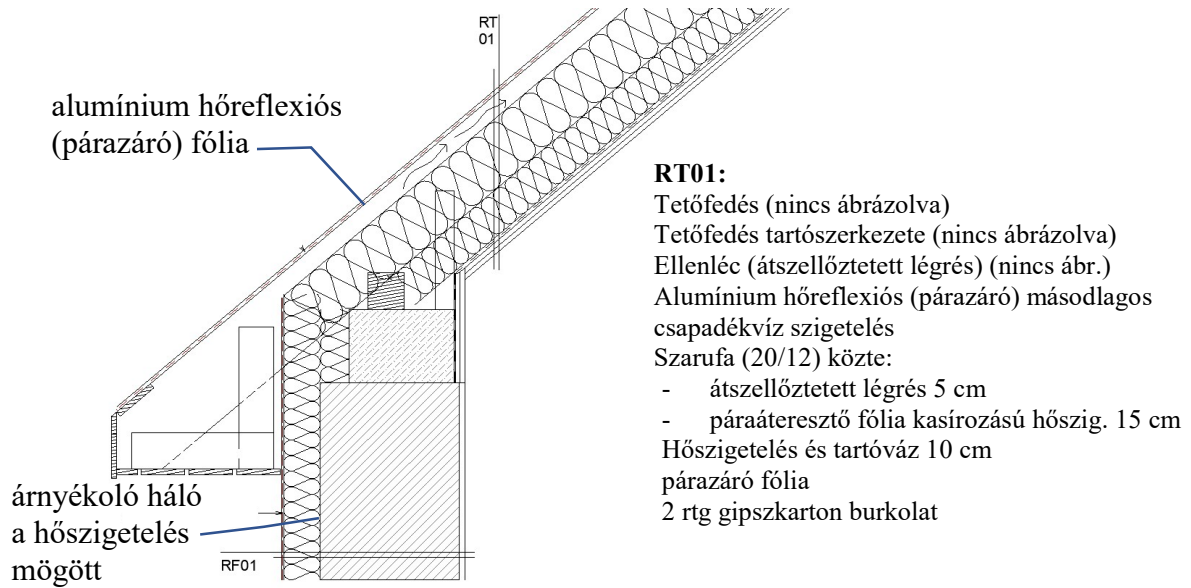 RT
01
alumínium hőreflexiós
(párazáró) fólia
RT01:
Tetőfedés (nincs ábrázolva)
Tetőfedés tartószerkezete (nincs ábrázolva)
Ellenléc (átszellőztetett légrés) (nincs ábr.)
Alumínium hőreflexiós (párazáró) másodlagos
csapadékvíz szigetelés
Szarufa (20/12) közte:
- átszellőztetett légrés 5 cm
- páraáteresztő fólia kasírozású hőszig. 15 cm
Hőszigetelés és tartóváz 10 cm
párazáró fólia
2 rtg gipszkarton burkolat
árnyékoló háló
a hőszigetelés
mögött
RF01